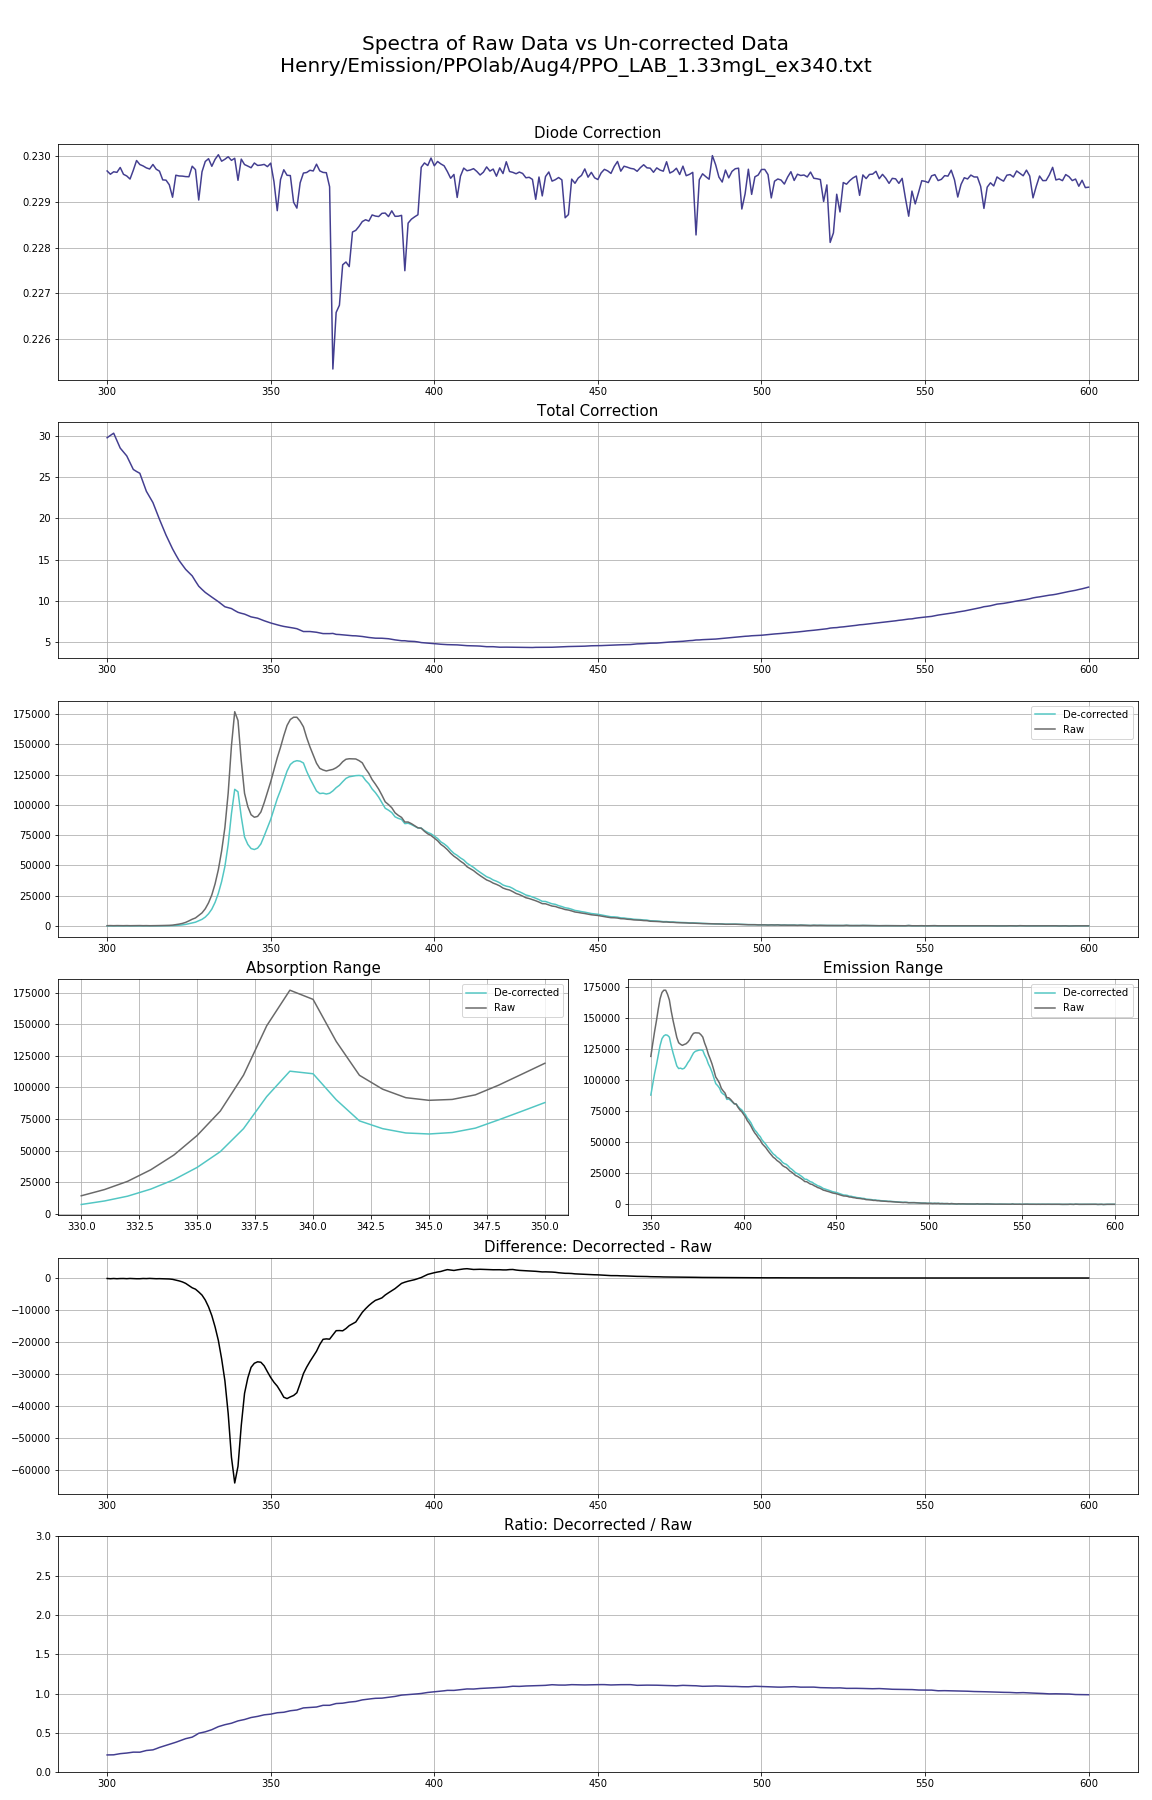 Spectra of Raw Data vs Un-corrected Data
Henry/Emission/PPOlab/Aug4/PPO_LAB_1.33mgL_ex340.txt
Diode Correction
0.230
0.229
0.228
0.227
0.226
300 350 400 450 500 550 600
Total Correction
30
25
20
15
10
5
300 350 400 450 500 550 600
De-corrected
Raw
175000
150000
125000
100000
75000
50000
25000
0
300 350 400 450 500 550 600
Absorption Range
De-corrected
Raw
175000
150000
125000
100000
75000
50000
25000
0
330.0 332.5 335.0 337.5 340.0 342.5 345.0 347.5 350.0
Emission Range
De-corrected
Raw
175000
150000
125000
100000
75000
50000
25000
0
350 400 450 500 550 600
Difference: Decorrected - Raw
0
−10000
−20000
−30000
−40000
−50000
−60000
300 350 400 450 500 550 600
Ratio: Decorrected / Raw
3.0
2.5
2.0
1.5
1.0
0.5
0.0
300 350 400 450 500 550 600